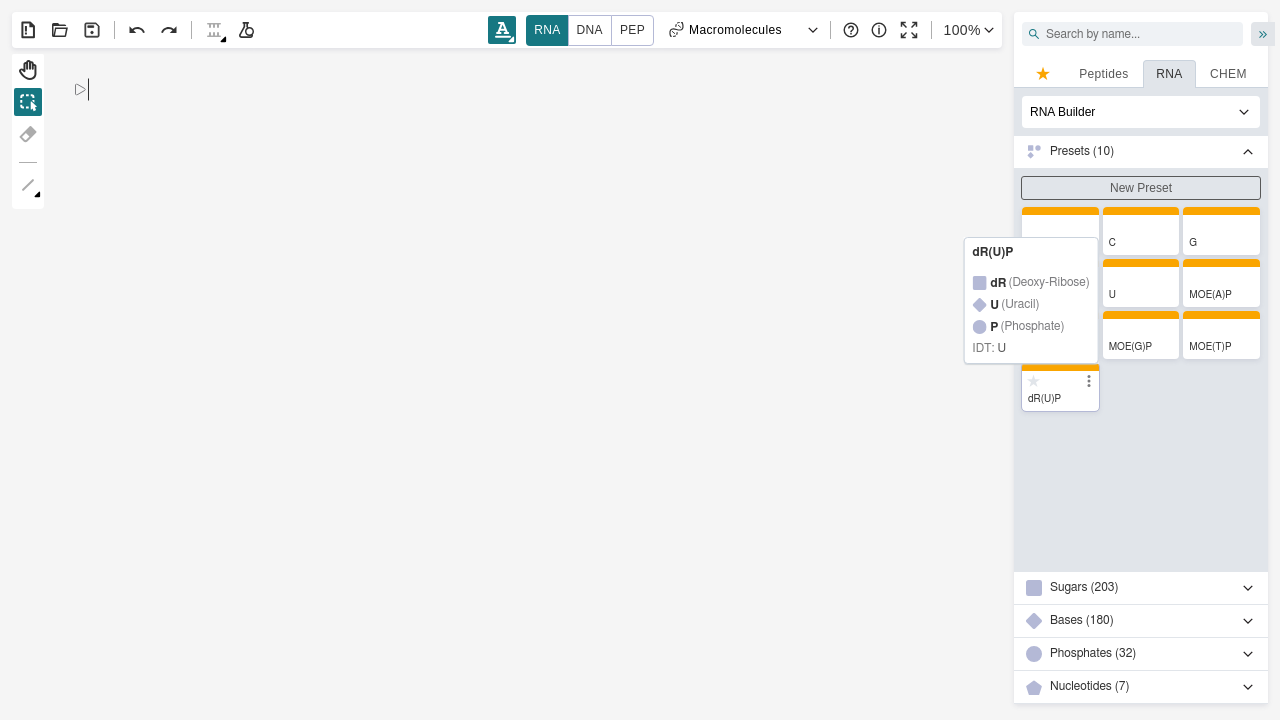 A RNA DNA PEP Macromolecules 100%
Search by name...
Peptides RNA CHEM
RNA Builder
Presets (10)
New Preset
C G
dR(U)P
dR (Deoxy-Ribose)
U (Uracil)
P (Phosphate)
IDT: U
U MOE(A)P
MOE(G)P MOE(T)P
dR(U)P
Sugars (203)
Bases (180)
Phosphates (32)
Nucleotides (7)